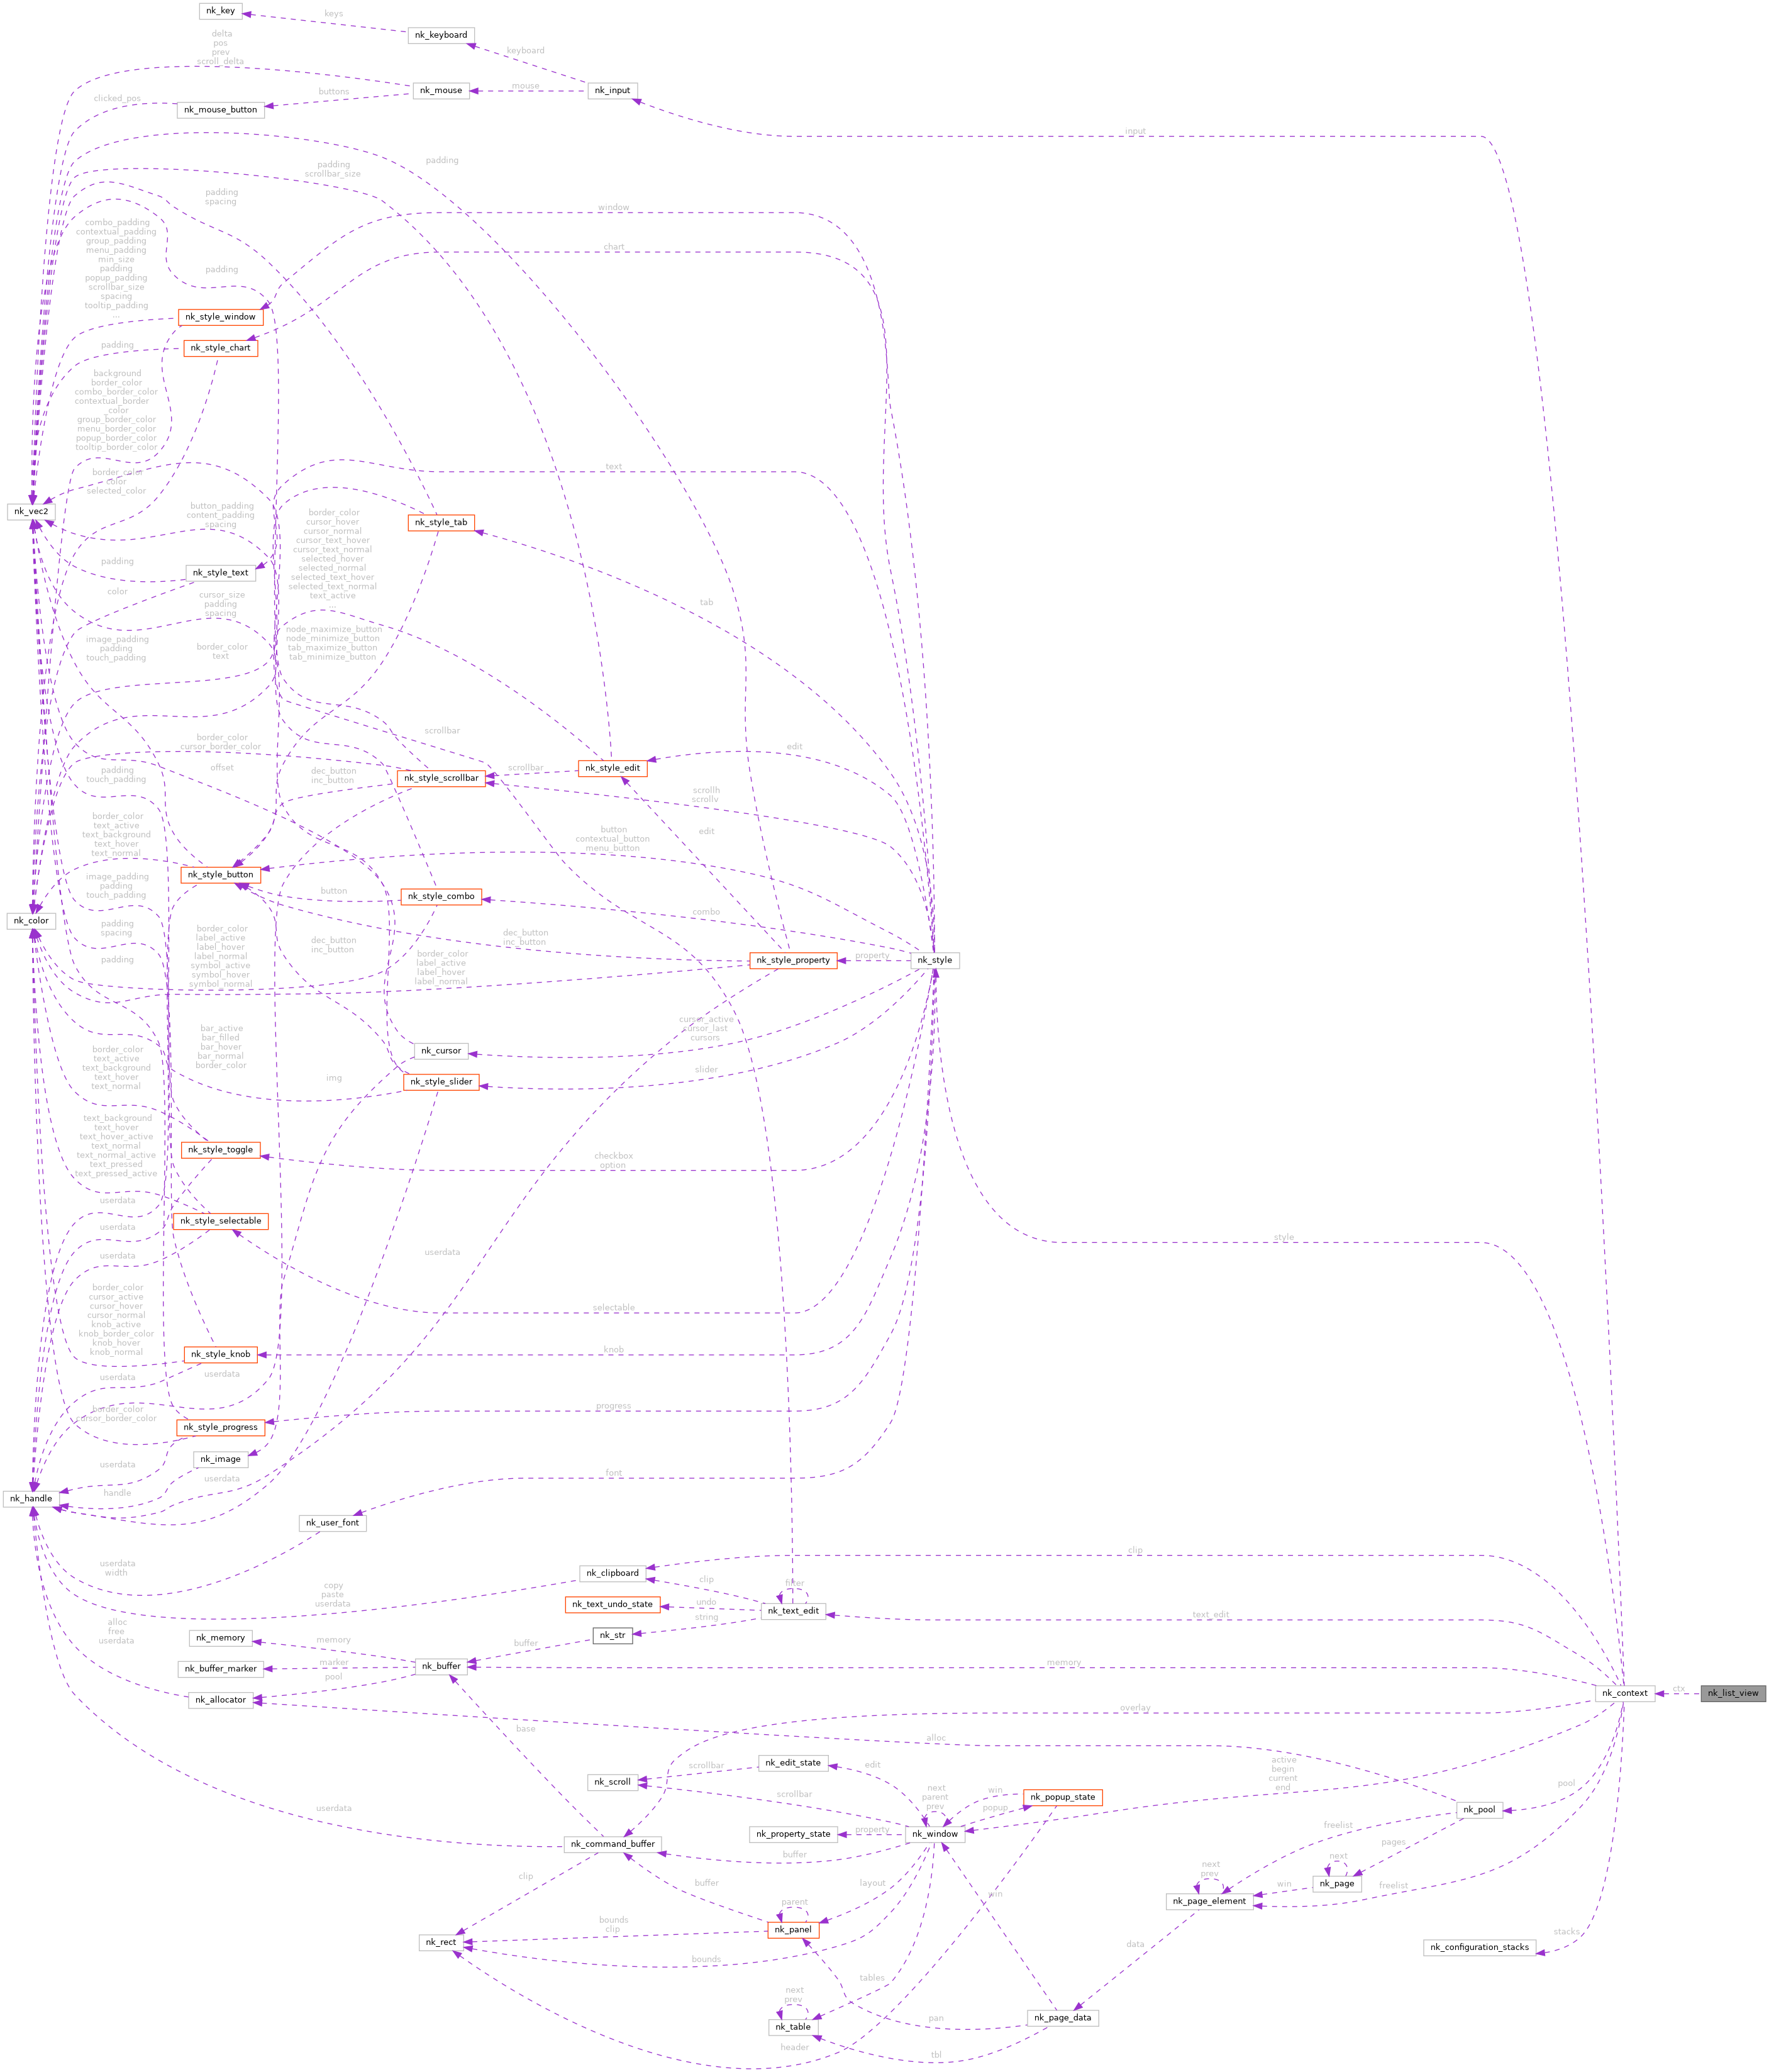 nk_key
keys
nk_keyboard
delta
pos
prev
scroll_delta
keyboard
nk_mouse
mouse
nk_input
buttons
clicked_pos
nk_mouse_button
input
padding
padding
scrollbar_size
padding
spacing
window
combo_padding
contextual_padding
group_padding
menu_padding
min_size
padding
popup_padding
scrollbar_size
spacing
tooltip_padding
...
chart
padding
nk_style_window
padding
nk_style_chart
background
border_color
combo_border_color
contextual_border
_color
group_border_color
menu_border_color
popup_border_color
tooltip_border_color
text
border_color
color
selected_color
nk_vec2
button_padding
content_padding
spacing
border_color
cursor_hover
cursor_normal
cursor_text_hover
cursor_text_normal
selected_hover
selected_normal
selected_text_hover
selected_text_normal
text_active
...
nk_style_tab
padding
nk_style_text
color
cursor_size
padding
spacing
tab
image_padding
padding
touch_padding
border_color
text
node_maximize_button
node_minimize_button
tab_maximize_button
tab_minimize_button
scrollbar
border_color
cursor_border_color
edit
padding
touch_padding
offset
dec_button
inc_button
nk_style_scrollbar
scrollbar
nk_style_edit
scrollh
scrollv
border_color
text_active
text_background
text_hover
text_normal
button
contextual_button
menu_button
edit
nk_style_button
image_padding
padding
touch_padding
button
nk_style_combo
nk_color
padding
spacing
combo
border_color
label_active
label_hover
label_normal
symbol_active
symbol_hover
symbol_normal
dec_button
inc_button
dec_button
inc_button
padding
border_color
label_active
label_hover
label_normal
nk_style_property
property
nk_style
bar_active
bar_filled
bar_hover
bar_normal
border_color
cursor_active
cursor_last
cursors
nk_cursor
border_color
text_active
text_background
text_hover
text_normal
img
nk_style_slider
slider
text_background
text_hover
text_hover_active
text_normal
text_normal_active
text_pressed
text_pressed_active
nk_style_toggle
checkbox
option
userdata
nk_style_selectable
userdata
userdata
userdata
style
border_color
cursor_active
cursor_hover
cursor_normal
knob_active
knob_border_color
knob_hover
knob_normal
selectable
nk_style_knob
knob
userdata
userdata
border_color
cursor_border_color
nk_style_progress
progress
userdata
nk_image
userdata
font
handle
nk_handle
nk_user_font
userdata
width
clip
nk_clipboard
clip
filter
copy
paste
userdata
nk_text_undo_state
undo
nk_text_edit
text_edit
string
alloc
free
userdata
nk_memory
memory
buffer
nk_str
nk_buffer_marker
marker
nk_buffer
memory
pool
nk_allocator
nk_context
ctx
nk_list_view
overlay
base
alloc
nk_edit_state
scrollbar
edit
active
begin
current
end
nk_scroll
scrollbar
next
parent
prev
win
popup
nk_popup_state
pool
userdata
nk_pool
nk_property_state
property
nk_window
freelist
nk_command_buffer
buffer
pages
next
clip
buffer
layout
next
prev
win
nk_page
freelist
win
nk_page_element
parent
bounds
clip
nk_panel
nk_rect
stacks
data
nk_configuration_stacks
bounds
tables
next
prev
pan
nk_page_data
nk_table
header
tbl